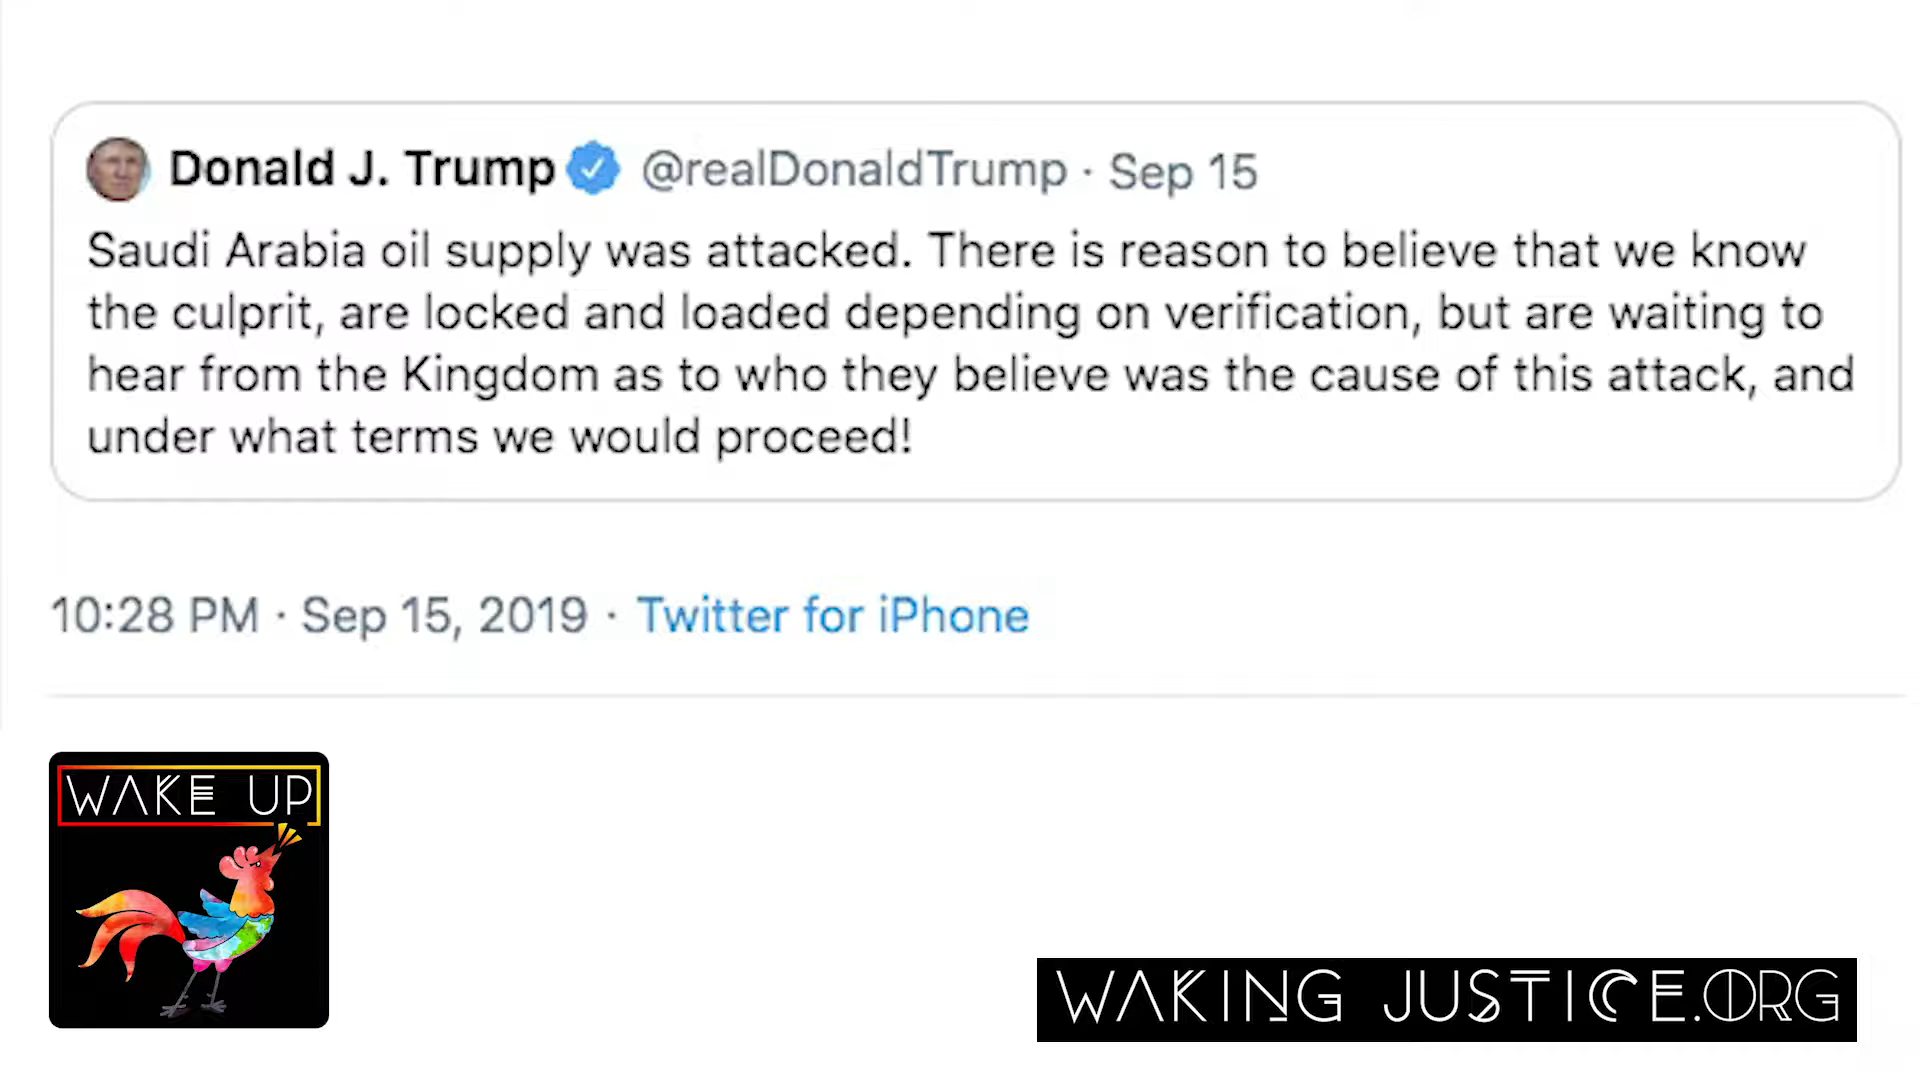 Donald J. Trump @realDonaldTrump · Sep 15
Saudi Arabia oil supply was attacked. There is reason to believe that we know
the culprit, are locked and loaded depending on verification, but are waiting to
hear from the Kingdom as to who they believe was the cause of this attack, and
under what terms we would proceed!
10:28 PM · Sep 15, 2019 · Twitter for iPhone
WAKE UP
WAKING JUSTICE.ORG